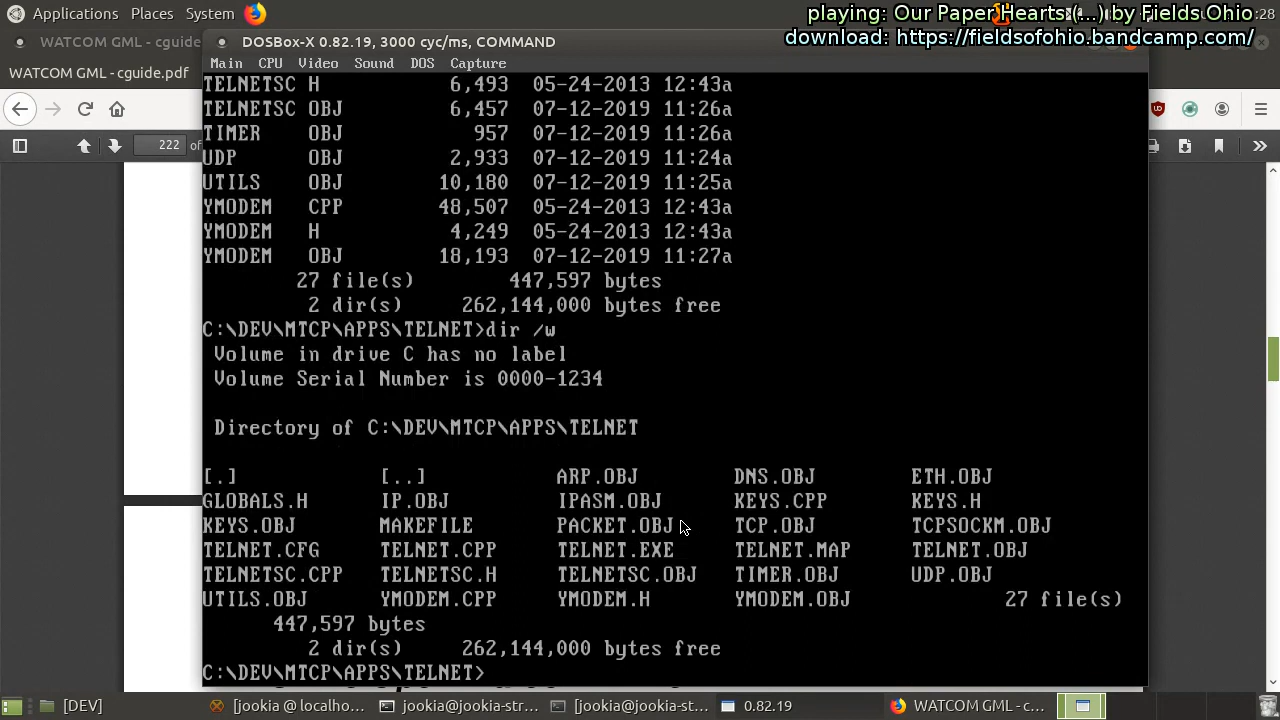 Applications Places System
:28
playing: Our Paper Hearts (...) by Fields Ohio
download: https://fieldsofohio.bandcamp.com/
WATCOM GML - cguide
DOSBox-X 0.82.19, 3000 cyc/ms, COMMAND
Main CPU Video Sound DOS Capture
WATCOM GML - cguide.pdf
222 of
TELNETSC H 6,493 05-24-2013 12:43a
TELNETSC OBJ 6,457 07-12-2019 11:26a
TIMER OBJ 957 07-12-2019 11:26a
UDP OBJ 2,933 07-12-2019 11:24a
UTILS OBJ 10,180 07-12-2019 11:25a
YMODEM CPP 48,507 05-24-2013 12:43a
YMODEM H 4,249 05-24-2013 12:43a
YMODEM OBJ 18,193 07-12-2019 11:27a
27 file(s) 447,597 bytes
2 dir(s) 262,144,000 bytes free
C:\DEV\MTCP\APPS\TELNET>dir /w
Volume in drive C has no label
Volume Serial Number is 0000-1234
Directory of C:\DEV\MTCP\APPS\TELNET
[.] [..] ARP.OBJ DNS.OBJ ETH.OBJ
GLOBALS.H IP.OBJ IPASM.OBJ KEYS.CPP KEYS.H
KEYS.OBJ MAKEFILE PACKET.OBJ TCP.OBJ TCPSOCKM.OBJ
TELNET.CFG TELNET.CPP TELNET.EXE TELNET.MAP TELNET.OBJ
TELNETSC.CPP TELNETSC.H TELNETSC.OBJ TIMER.OBJ UDP.OBJ
UTILS.OBJ YMODEM.CPP YMODEM.H YMODEM.OBJ 27 file(s)
447,597 bytes
2 dir(s) 262,144,000 bytes free
C:\DEV\MTCP\APPS\TELNET>
[DEV] [jookia @ localho... jookia@jookia-str... [jookia@jookia-st... 0.82.19 WATCOM GML - c...